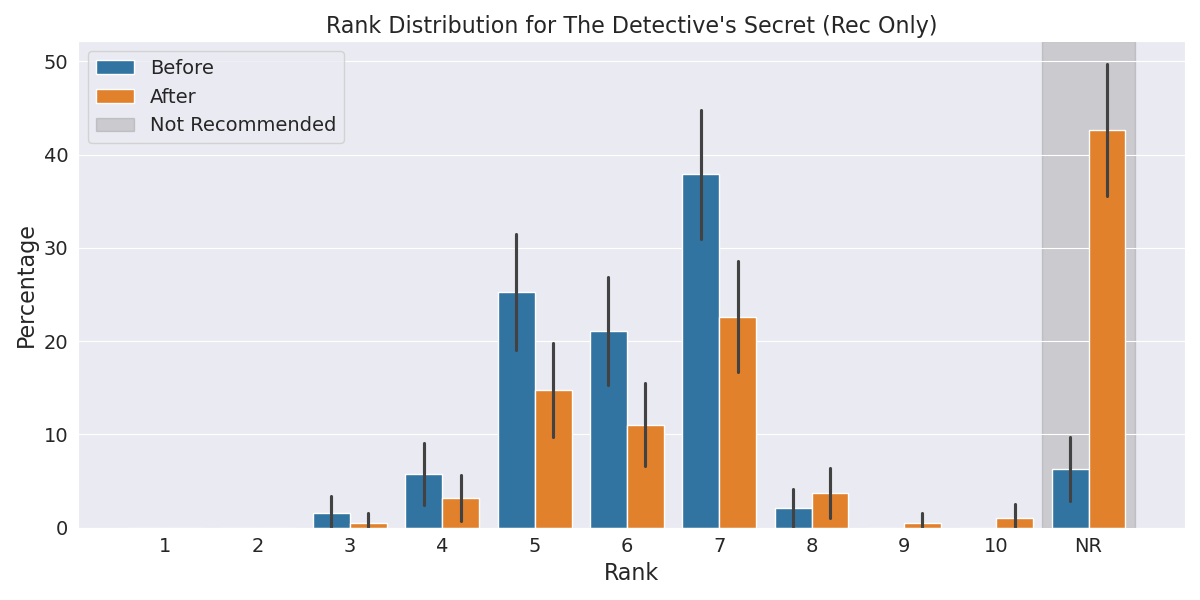 Rank Distribution for The Detective's Secret (Rec Only)
Before
After
Not Recommended
Percentage
50
40
30
20
10
0
1 2 3 4 5 6 7 8 9 10 NR
Rank